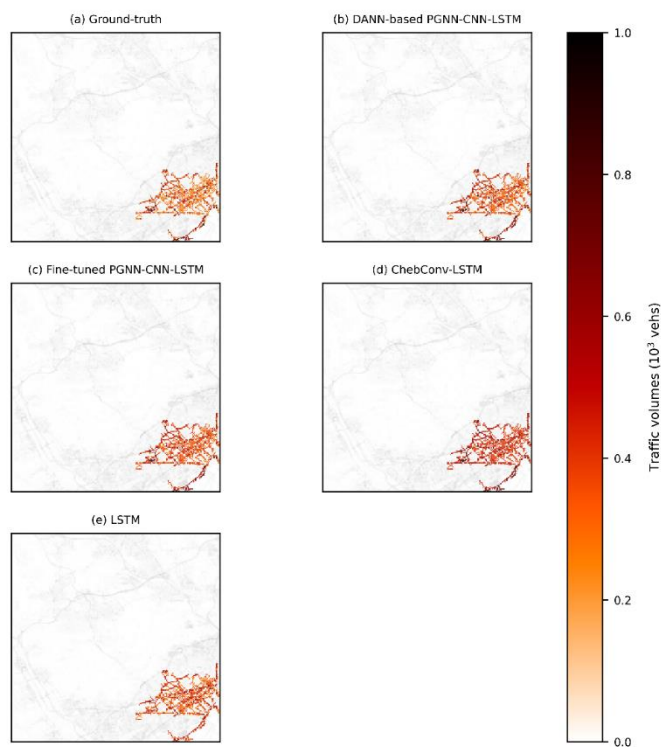 (a) Ground-truth
(b) DANN-based PGNN-CNN-LSTM
(c) Fine-tuned PGNN-CNN-LSTM
(d) ChebConv-LSTM
(e) LSTM
1.0
0.8
0.6
0.4
0.2
0.0
Traffic volumes (10³ vehs)